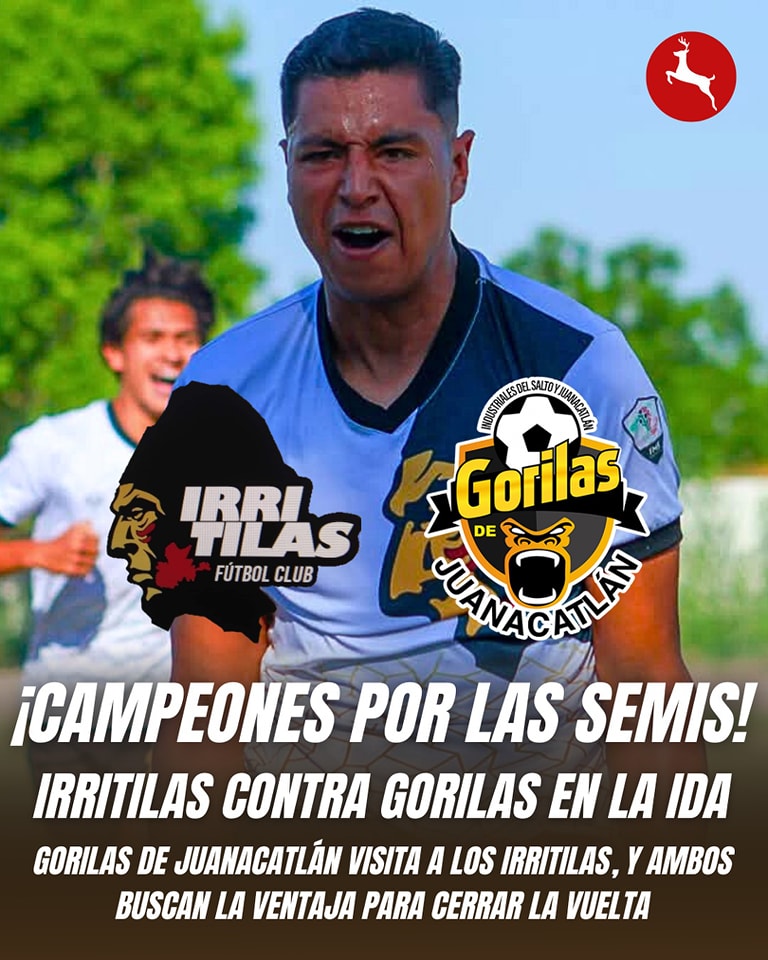 IRRI
TILAS
FÚTBOL CLUB
INDUSTRIALES DEL SALTO Y JUANACATLÁN
Gorilas
DE
JUANACATLÁN
¡CAMPEONES POR LAS SEMIS!
IRRITILAS CONTRA GORILAS EN LA IDA
GORILAS DE JUANACATLÁN VISITA A LOS IRRITILAS, Y AMBOS
BUSCAN LA VENTAJA PARA CERRAR LA VUELTA